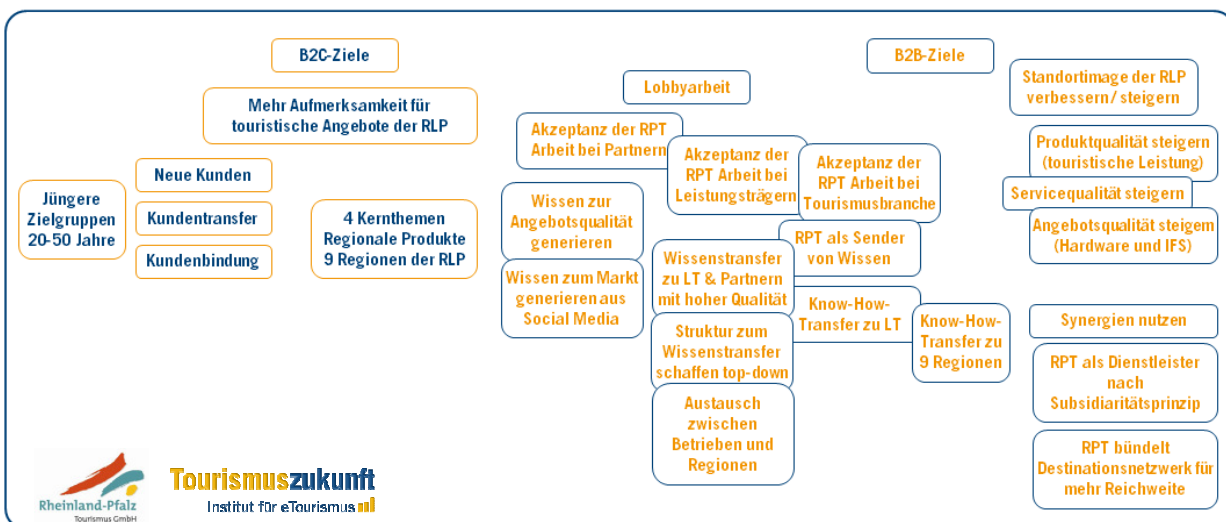 B2C-Ziele
Mehr Aufmerksamkeit für
touristische Angebote der RLP
Jüngere
Zielgruppen
20-50 Jahre
Neue Kunden
Kundentransfer
Kundenbindung
4 Kernthemen
Regionale Produkte
9 Regionen der RLP
B2B-Ziele
Lobbyarbeit
Akzeptanz der RPT
Arbeit bei Partnern
Akzeptanz der
RPT Arbeit bei
Leistungsträgern
Akzeptanz der
RPT Arbeit bei
Tourismusbranche
Wissen zur
Angebotsqualität
generieren
Wissen zum Markt
generieren aus
Social Media
Wissenstransfer
zu LT & Partnern
mit hoher Qualität
RPT als Sender
von Wissen
Know-How-
Transfer zu LT
Struktur zum
Wissenstransfer
schaffen top-down
Know-How-
Transfer zu
9 Regionen
Austausch
zwischen
Betrieben und
Regionen
Standortimage der RLP
verbessern / steigern
Produktqualität steigern
(touristische Leistung)
Servicequalität steigern
Angebotsqualität steigern
(Hardware und IFS)
Synergien nutzen
RPT als Dienstleister
nach
Subsidiaritätsprinzip
RPT bündelt
Destinationsnetzwerk für
mehr Reichweite
Rheinland-Pfalz
Tourismus GmbH
Tourismuszukunft
Institut für eTourismus